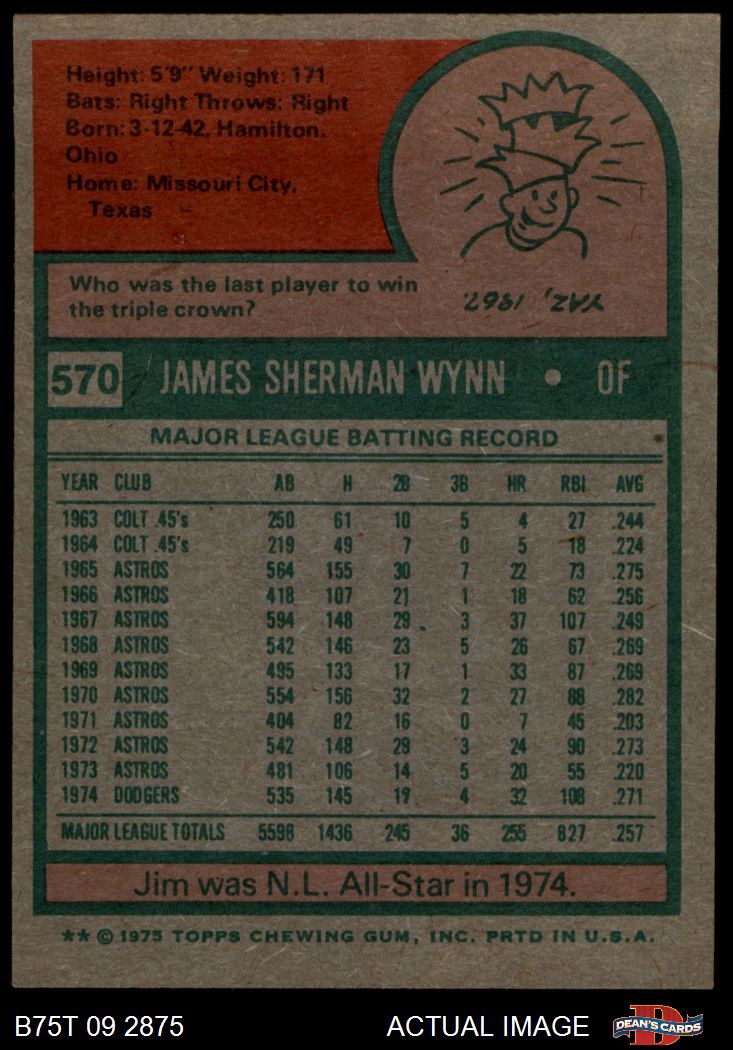 Height: 5'9" Weight: 171
Bats: Right Throws: Right
Born: 3-12-42, Hamilton,
Ohio
Home: Missouri City,
Texas
Who was the last player to win
the triple crown?
YAZ, 1967.
570 JAMES SHERMAN WYNN • OF
MAJOR LEAGUE BATTING RECORD
YEAR CLUB AB H 2B 3B HR RBI AVG
1963 COLT .45's 250 61 10 5 4 27 .244
1964 COLT .45's 219 49 7 0 5 18 .224
1965 ASTROS 564 155 30 7 22 73 .275
1966 ASTROS 418 107 21 1 18 62 .256
1967 ASTROS 594 148 29 3 37 107 .249
1968 ASTROS 542 146 23 5 26 67 .269
1969 ASTROS 495 133 17 1 33 87 .269
1970 ASTROS 554 156 32 2 27 88 .282
1971 ASTROS 404 82 16 0 7 45 .203
1972 ASTROS 542 148 29 3 24 90 .273
1973 ASTROS 481 106 14 5 20 55 .220
1974 DODGERS 535 145 17 4 32 108 .271
MAJOR LEAGUE TOTALS 5598 1436 245 36 255 827 .257
Jim was N.L. All-Star in 1974.
** © 1975 TOPPS CHEWING GUM, INC. PRTD IN U.S.A.
B75T 09 2875 ACTUAL IMAGE D DEAN'S CARDS